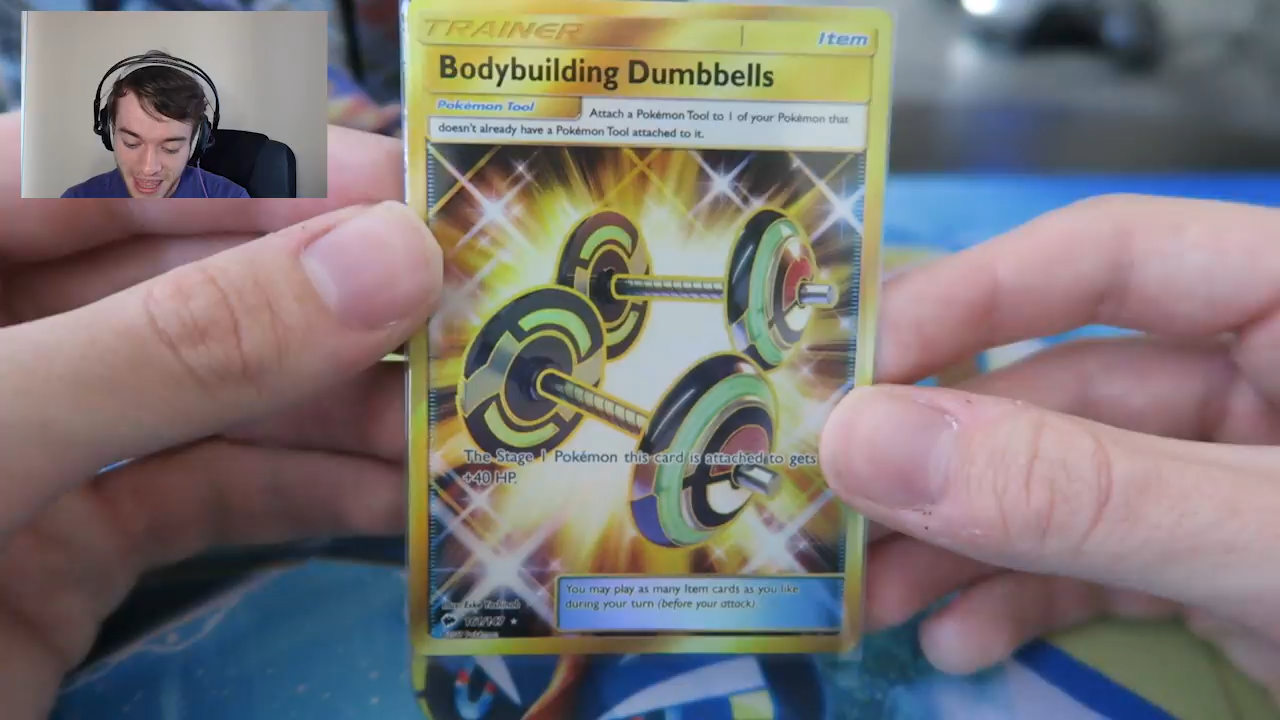 TRAINER
Item
Bodybuilding Dumbbells
Pokémon Tool
Attach a Pokémon Tool to 1 of your Pokémon that
doesn't already have a Pokémon Tool attached to it.
The Stage 1 Pokémon this card is attached to gets
+40 HP.
You may play as many Item cards as you like
during your turn (before your attack).
161/147